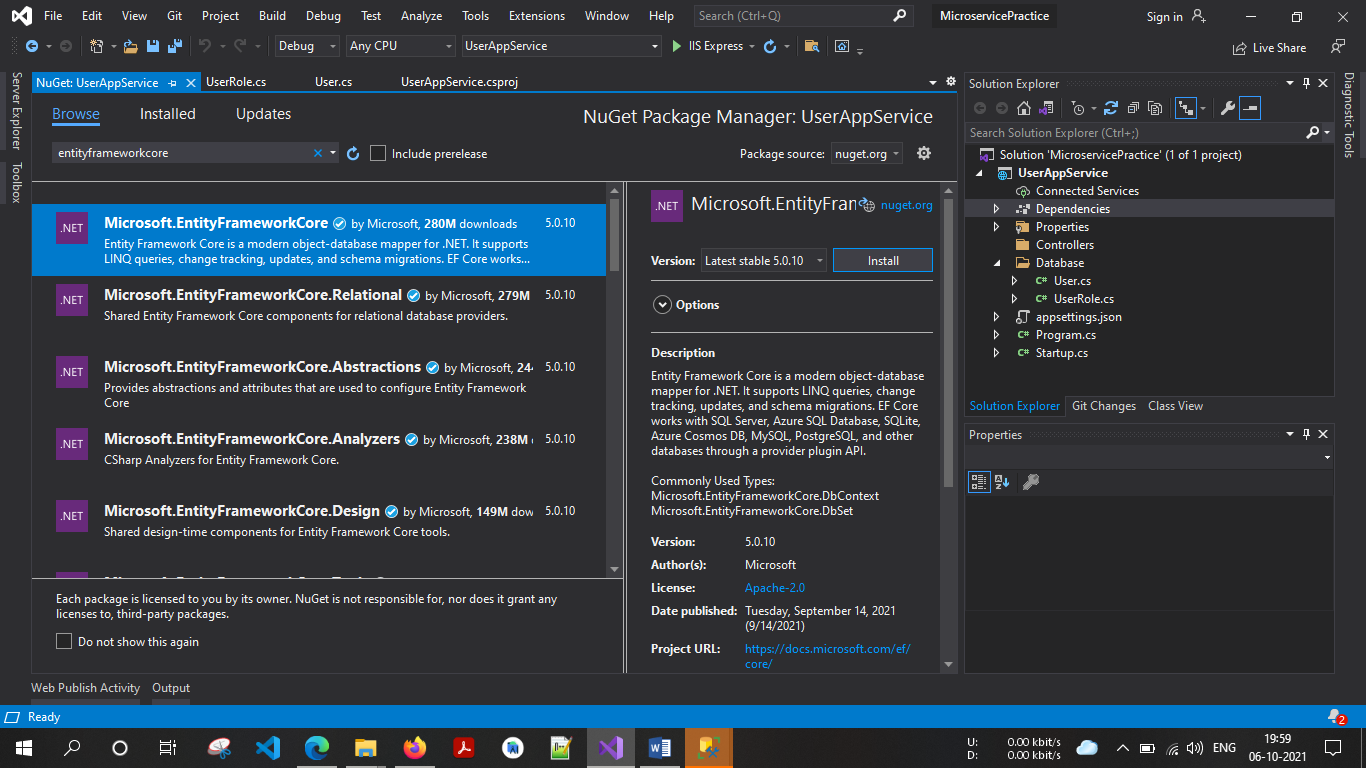 File Edit View Git Project Build Debug Test Analyze Tools Extensions Window Help Search (Ctrl+Q) MicroservicePractice Sign in
Debug Any CPU UserAppService IIS Express Live Share
Server Explorer
Toolbox
NuGet: UserAppService UserRole.cs User.cs UserAppService.csproj
Browse Installed Updates
NuGet Package Manager: UserAppService
entityframeworkcore
Include prerelease
Package source: nuget.org
.NET
Microsoft.EntityFrameworkCore by Microsoft, 280M downloads 5.0.10
Entity Framework Core is a modern object-database mapper for .NET. It supports
LINQ queries, change tracking, updates, and schema migrations. EF Core works...
.NET
Microsoft.EntityFrameworkCore.Relational by Microsoft, 279M 5.0.10
Shared Entity Framework Core components for relational database providers.
.NET
Microsoft.EntityFrameworkCore.Abstractions by Microsoft, 5.0.10
Provides abstractions and attributes that are used to configure Entity Framework
Core
.NET
Microsoft.EntityFrameworkCore.Analyzers by Microsoft, 238M 5.0.10
CSharp Analyzers for Entity Framework Core.
.NET
Microsoft.EntityFrameworkCore.Design by Microsoft, 149M dow 5.0.10
Shared design-time components for Entity Framework Core tools.
Each package is licensed to you by its owner. NuGet is not responsible for, nor does it grant any
licenses to, third-party packages.
Do not show this again
.NET
Microsoft.EntityFran
nuget.org
Version: Latest stable 5.0.10 Install
Options
Description
Entity Framework Core is a modern object-database
mapper for .NET. It supports LINQ queries, change
tracking, updates, and schema migrations. EF Core
works with SQL Server, Azure SQL Database, SQLite,
Azure Cosmos DB, MySQL, PostgreSQL, and other
databases through a provider plugin API.
Commonly Used Types:
Microsoft.EntityFrameworkCore.DbContext
Microsoft.EntityFrameworkCore.DbSet
Version: 5.0.10
Author(s): Microsoft
License: Apache-2.0
Date published: Tuesday, September 14, 2021
(9/14/2021)
Project URL: https://docs.microsoft.com/ef/
core/
Solution Explorer
Search Solution Explorer (Ctrl+;)
Solution 'MicroservicePractice' (1 of 1 project)
UserAppService
Connected Services
Dependencies
Properties
Controllers
Database
C# User.cs
C# UserRole.cs
appsettings.json
C# Program.cs
C# Startup.cs
Solution Explorer Git Changes Class View
Properties
Diagnostic Tools
Web Publish Activity Output
Ready
2
U: 0.00 kbit/s
D: 0.00 kbit/s
ENG
19:59
06-10-2021